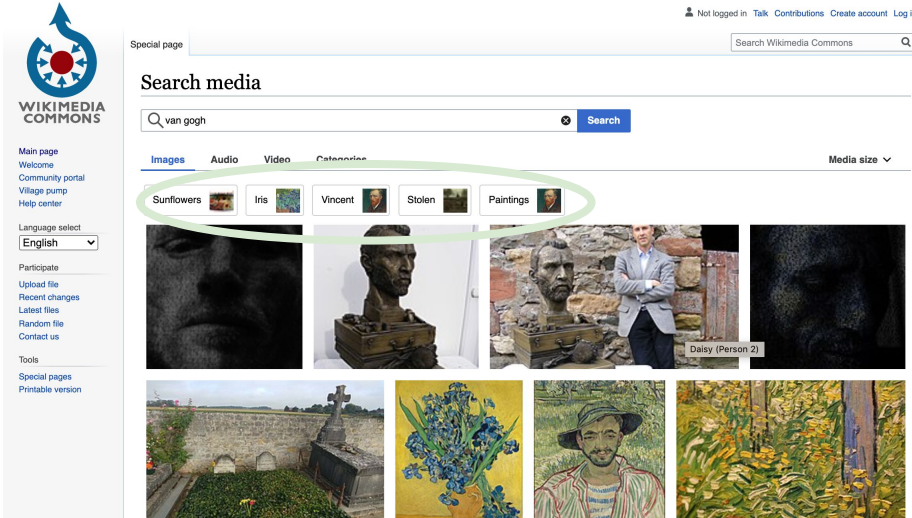 Not logged in Talk Contributions Create account Log i
Special page
Search Wikimedia Commons
Search media
WIKIMEDIA
COMMONS
van gogh
Search
Main page
Welcome
Community portal
Village pump
Help center
Images Audio Video Categories
Media size
Sunflowers Iris Vincent Stolen Paintings
Language select
English
Participate
Upload file
Recent changes
Latest files
Random file
Contact us
Daisy (Person 2)
Tools
Special pages
Printable version